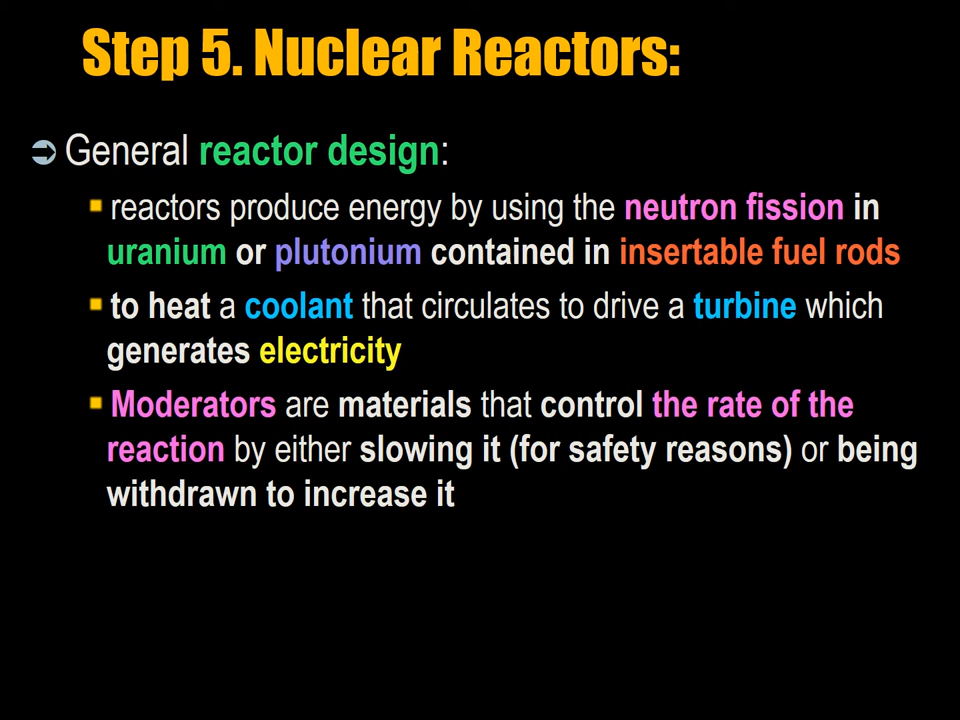 Step 5. Nuclear Reactors:
General reactor design:
reactors produce energy by using the neutron fission in
uranium or plutonium contained in insertable fuel rods
to heat a coolant that circulates to drive a turbine which
generates electricity
Moderators are materials that control the rate of the
reaction by either slowing it (for safety reasons) or being
withdrawn to increase it